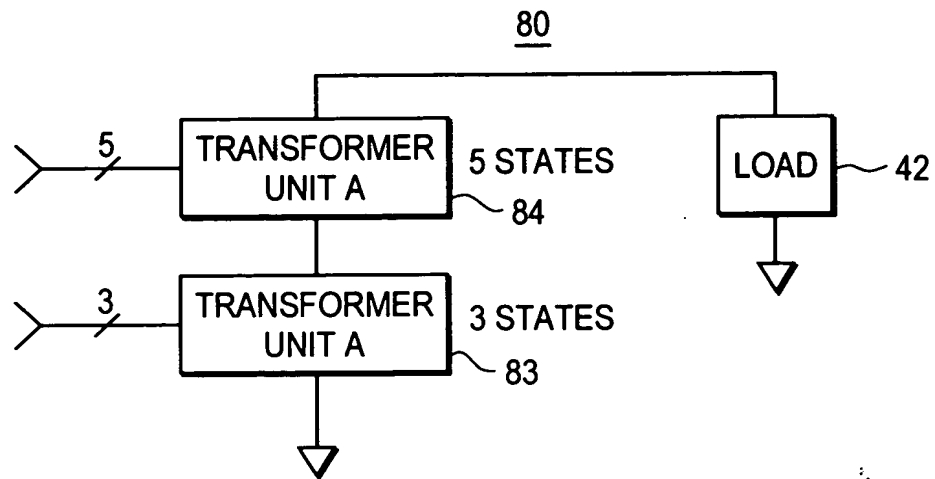 80
5
TRANSFORMER
UNIT A
5 STATES
84
LOAD
42
3
TRANSFORMER
UNIT A
3 STATES
83